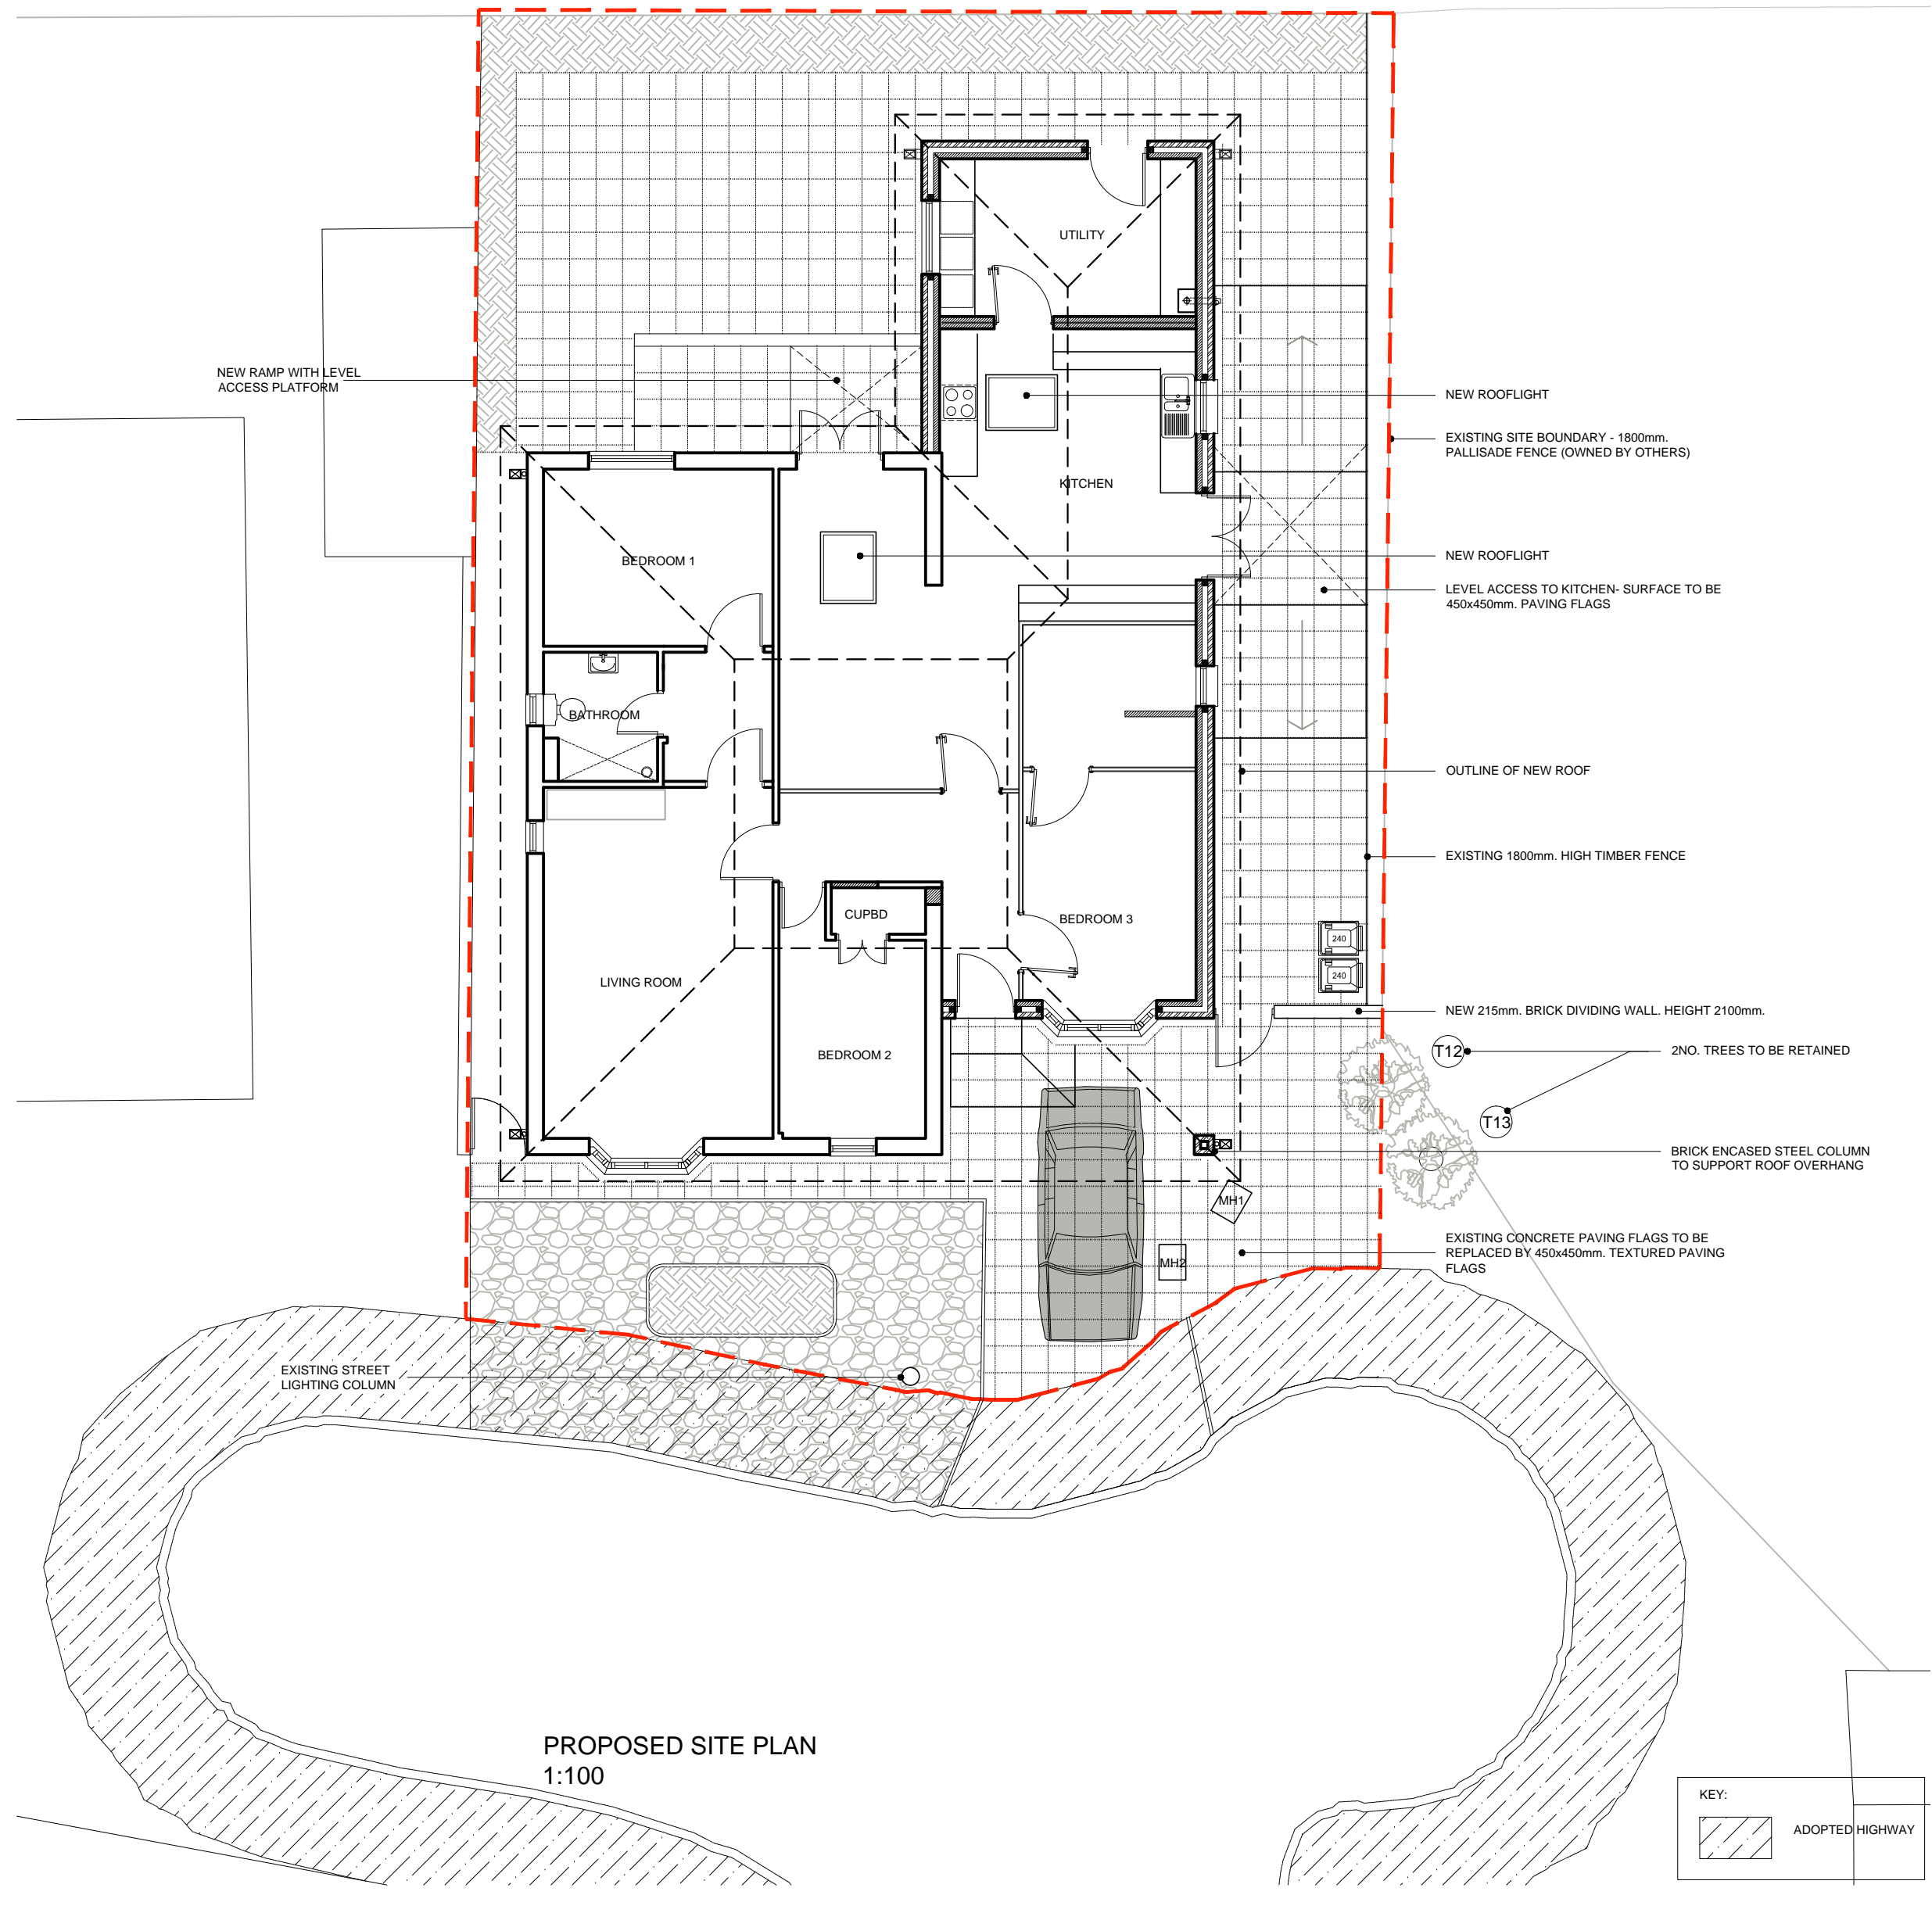 UTILITY
NEW RAMP WITH LEVEL
ACCESS PLATFORM
NEW ROOFLIGHT
EXISTING SITE BOUNDARY - 1800mm.
PALLISADE FENCE (OWNED BY OTHERS)
KITCHEN
NEW ROOFLIGHT
BEDROOM 1
LEVEL ACCESS TO KITCHEN- SURFACE TO BE
450x450mm. PAVING FLAGS
BATHROOM
OUTLINE OF NEW ROOF
EXISTING 1800mm. HIGH TIMBER FENCE
CUPBD
BEDROOM 3
240
240
LIVING ROOM
NEW 215mm. BRICK DIVIDING WALL. HEIGHT 2100mm.
BEDROOM 2
T12
2NO. TREES TO BE RETAINED
T13
BRICK ENCASED STEEL COLUMN
TO SUPPORT ROOF OVERHANG
MH1
EXISTING CONCRETE PAVING FLAGS TO BE
REPLACED BY 450x450mm. TEXTURED PAVING
FLAGS
MH2
EXISTING STREET
LIGHTING COLUMN
PROPOSED SITE PLAN
1:100
KEY:
ADOPTED HIGHWAY